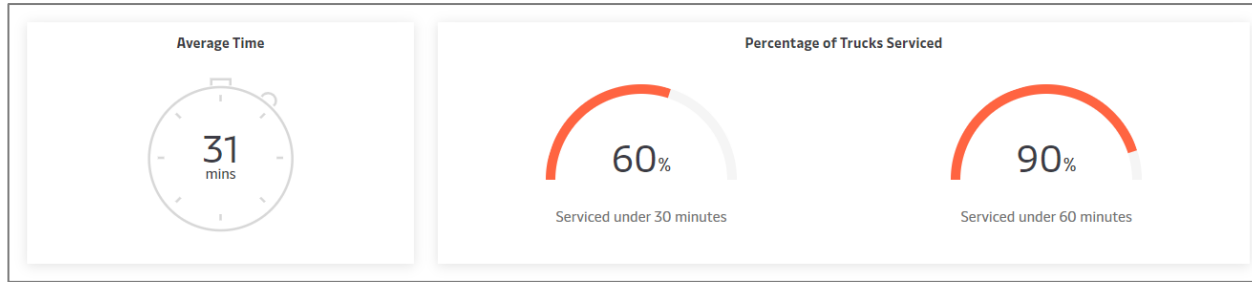 Average Time
31
mins
Percentage of Trucks Serviced
60%
Serviced under 30 minutes
90%
Serviced under 60 minutes